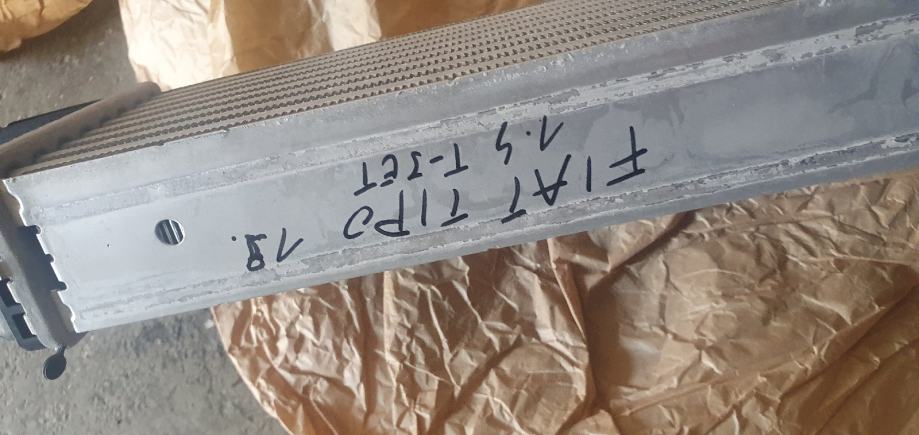 FIAT TIPO 18.
1.4 T-JET